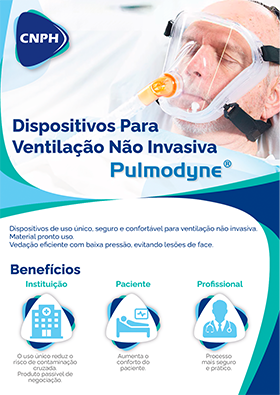 CNPH
Dispositivos Para
Ventilação Não Invasiva
Pulmodyne®
Dispositivos de uso único, seguro e confortável para ventilação não invasiva.
Material pronto uso.
Vedação eficiente com baixa pressão, evitando lesões de face.
Benefícios
Instituição
O uso único reduz o
risco de contaminação
cruzada.
Produto passível de
negociação.
Paciente
Aumenta o
conforto do
paciente.
Profissional
Processo
mais seguro
e prático.